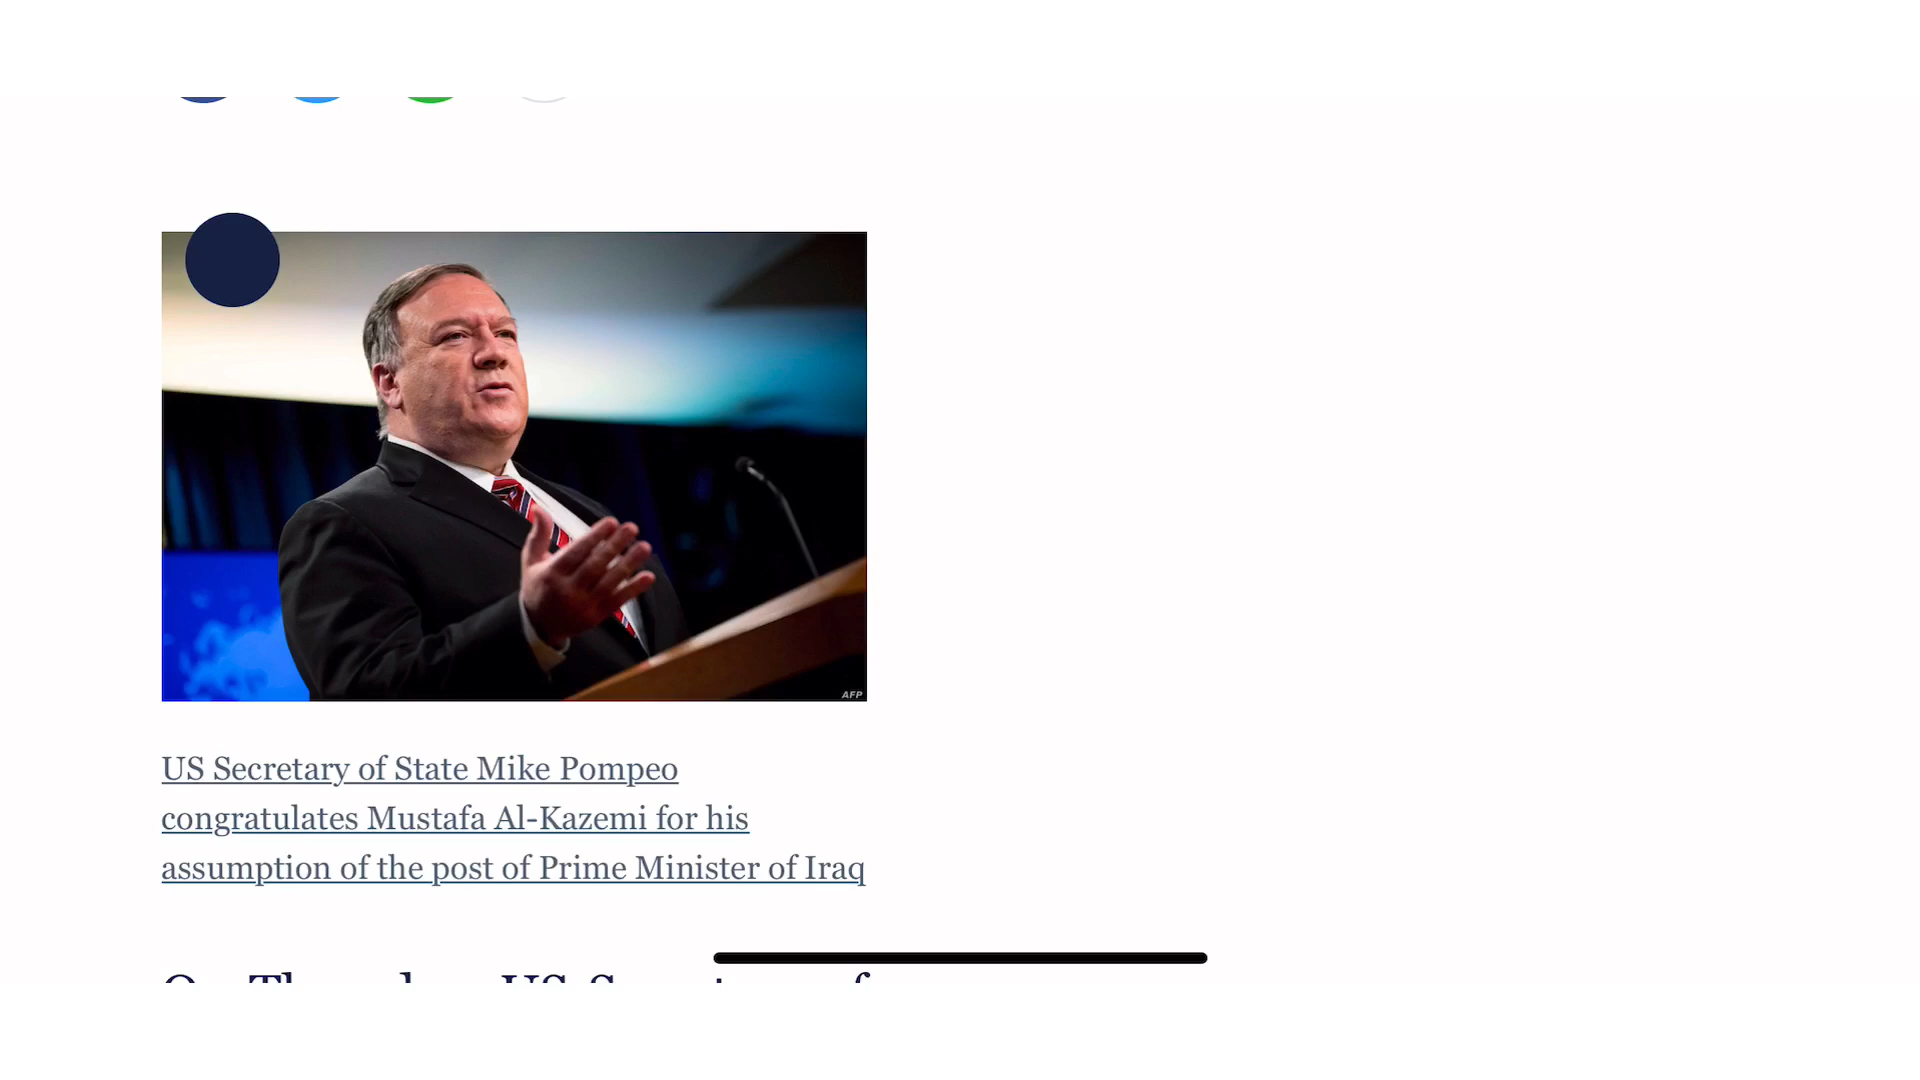 AFP
US Secretary of State Mike Pompeo
congratulates Mustafa Al-Kazemi for his
assumption of the post of Prime Minister of Iraq